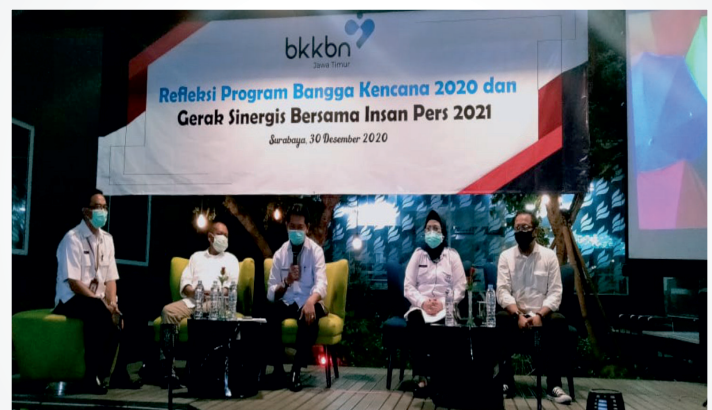 bkkbn
Jawa Timur
Refleksi Program Bangga Kencana 2020 dan
Gerak Sinergis Bersama Insan Pers 2021
Surabaya, 30 Desember 2020